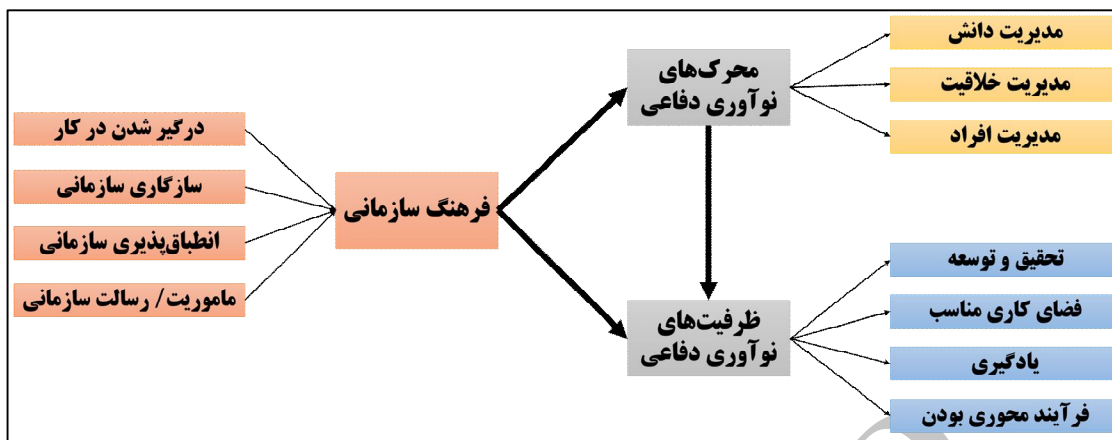 مدیریت دانش
مدیریت خلاقیت
مدیریت افراد
محرک‌های
نوآوری دفاعی
درگیر شدن در کار
سازگاری سازمانی
انطباق‌پذیری سازمانی
ماموریت/ رسالت سازمانی
فرهنگ سازمانی
ظرفیت‌های
نوآوری دفاعی
تحقیق و توسعه
فضای کاری مناسب
یادگیری
فرآیند محوری بودن